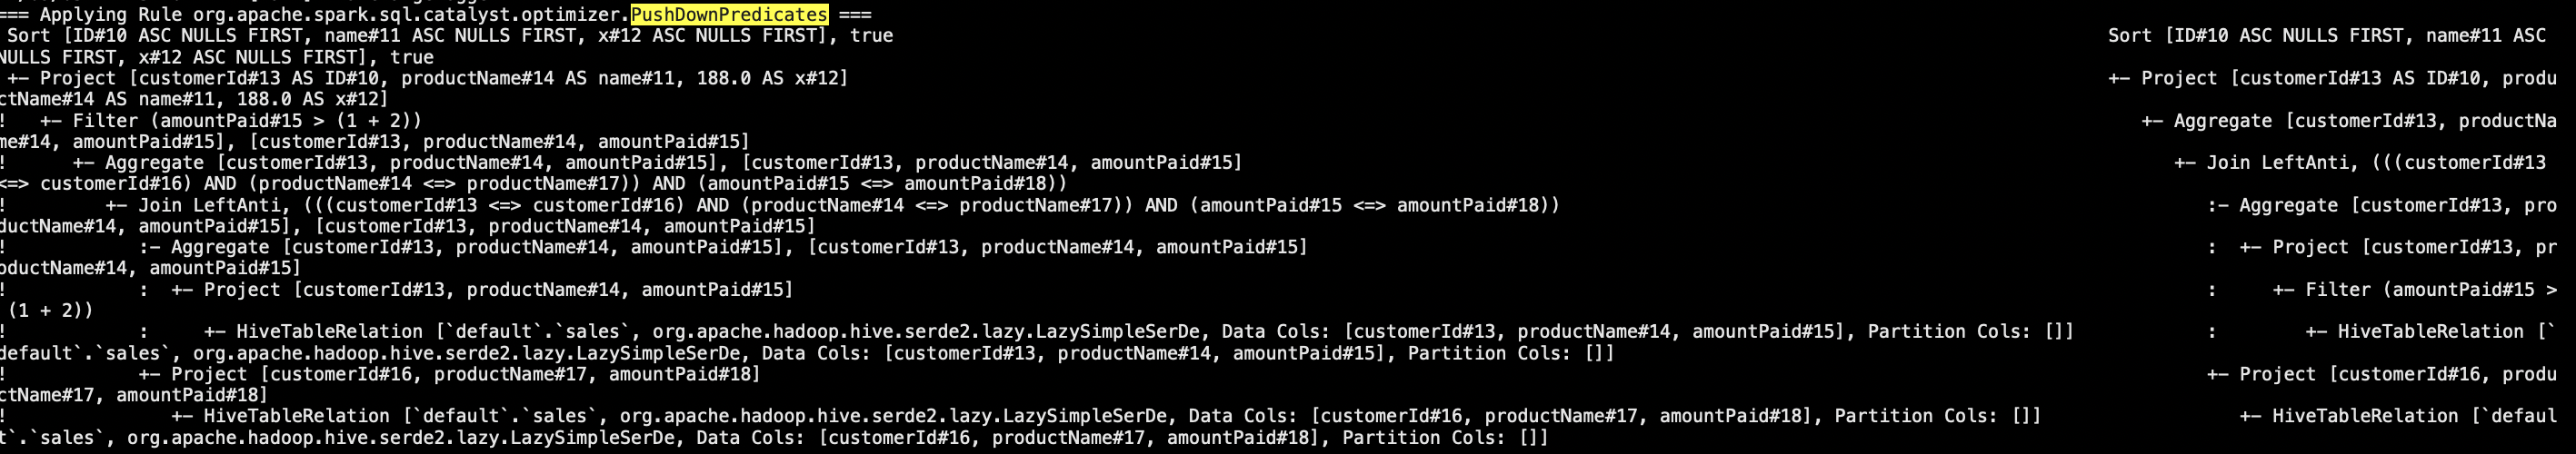 === Applying Rule org.apache.spark.sql.catalyst.optimizer.PushDownPredicates ===
 Sort [ID#10 ASC NULLS FIRST, name#11 ASC NULLS FIRST, x#12 ASC NULLS FIRST], true Sort [ID#10 ASC NULLS FIRST, name#11 ASC
NULLS FIRST, x#12 ASC NULLS FIRST], true
 +- Project [customerId#13 AS ID#10, productName#14 AS name#11, 188.0 AS x#12] +- Project [customerId#13 AS ID#10, produ
ctName#14 AS name#11, 188.0 AS x#12]
!   +- Filter (amountPaid#15 > (1 + 2)) +- Aggregate [customerId#13, productNa
me#14, amountPaid#15], [customerId#13, productName#14, amountPaid#15]
!      +- Aggregate [customerId#13, productName#14, amountPaid#15], [customerId#13, productName#14, amountPaid#15] +- Join LeftAnti, (((customerId#13
<=> customerId#16) AND (productName#14 <=> productName#17)) AND (amountPaid#15 <=> amountPaid#18))
!         +- Join LeftAnti, (((customerId#13 <=> customerId#16) AND (productName#14 <=> productName#17)) AND (amountPaid#15 <=> amountPaid#18)) :- Aggregate [customerId#13, pro
ductName#14, amountPaid#15], [customerId#13, productName#14, amountPaid#15]
!            :- Aggregate [customerId#13, productName#14, amountPaid#15], [customerId#13, productName#14, amountPaid#15] :  +- Project [customerId#13, pr
oductName#14, amountPaid#15]
!            :  +- Project [customerId#13, productName#14, amountPaid#15] :     +- Filter (amountPaid#15 >
 (1 + 2))
!            :     +- HiveTableRelation [`default`.`sales`, org.apache.hadoop.hive.serde2.lazy.LazySimpleSerDe, Data Cols: [customerId#13, productName#14, amountPaid#15], Partition Cols: []] :        +- HiveTableRelation [`
default`.`sales`, org.apache.hadoop.hive.serde2.lazy.LazySimpleSerDe, Data Cols: [customerId#13, productName#14, amountPaid#15], Partition Cols: []]
!            +- Project [customerId#16, productName#17, amountPaid#18] +- Project [customerId#16, produ
ctName#17, amountPaid#18]
!               +- HiveTableRelation [`default`.`sales`, org.apache.hadoop.hive.serde2.lazy.LazySimpleSerDe, Data Cols: [customerId#16, productName#17, amountPaid#18], Partition Cols: []] +- HiveTableRelation [`defaul
t`.`sales`, org.apache.hadoop.hive.serde2.lazy.LazySimpleSerDe, Data Cols: [customerId#16, productName#17, amountPaid#18], Partition Cols: []]